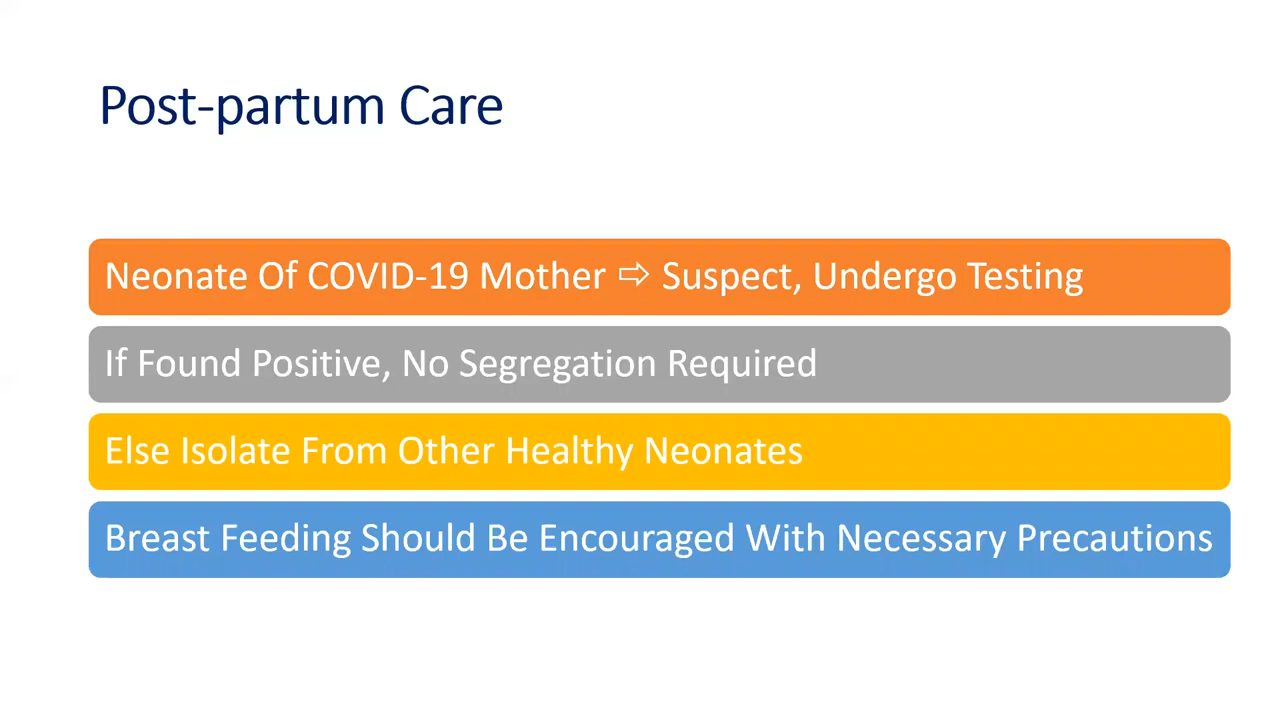 Post-partum Care
Neonate Of COVID-19 Mother ⇨ Suspect, Undergo Testing
If Found Positive, No Segregation Required
Else Isolate From Other Healthy Neonates
Breast Feeding Should Be Encouraged With Necessary Precautions